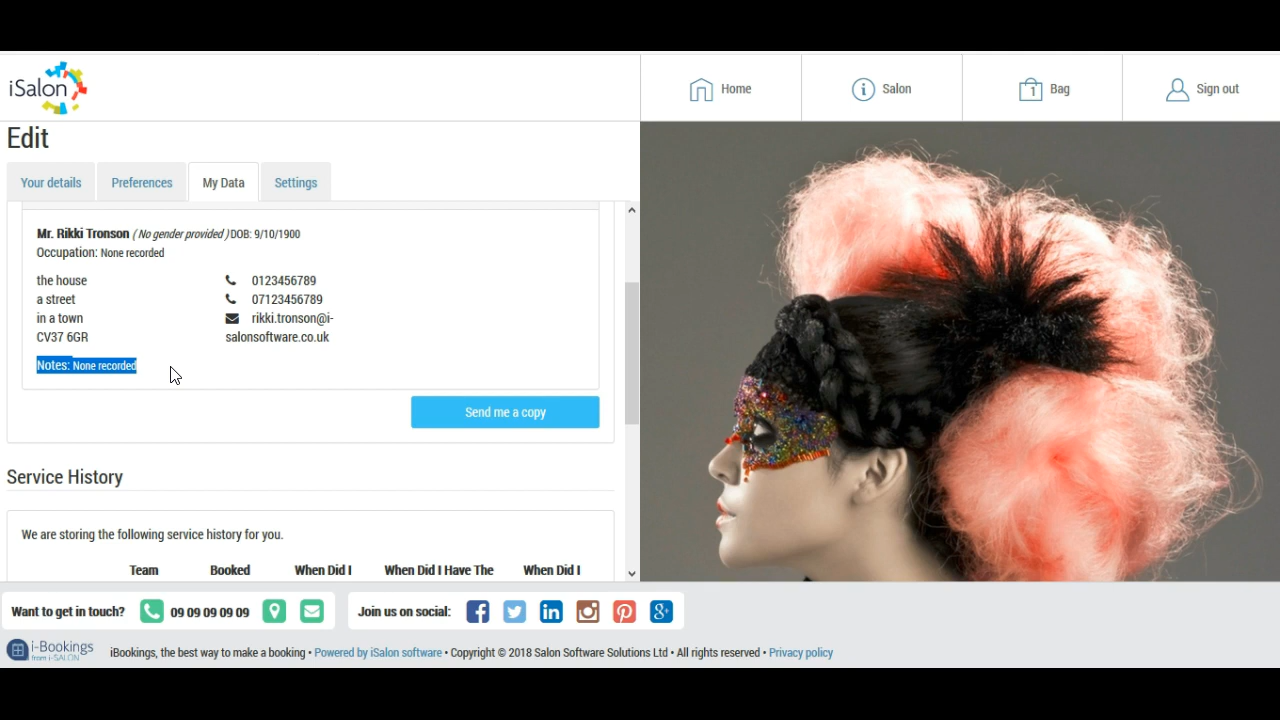 iSalon
Home
Salon
1
Bag
Sign out
Edit
Your details
Preferences
My Data
Settings
Mr. Rikki Tronson ( No gender provided ) DOB: 9/10/1900
Occupation: None recorded
the house
a street
in a town
CV37 6GR
0123456789
07123456789
rikki.tronson@i-
salonsoftware.co.uk
Notes: None recorded
Send me a copy
Service History
We are storing the following service history for you.
Team Booked When Did I When Did I Have The When Did I
Want to get in touch? 09 09 09 09 09
Join us on social:
i-Bookings
from i-SALON
iBookings, the best way to make a booking • Powered by iSalon software • Copyright © 2018 Salon Software Solutions Ltd • All rights reserved • Privacy policy